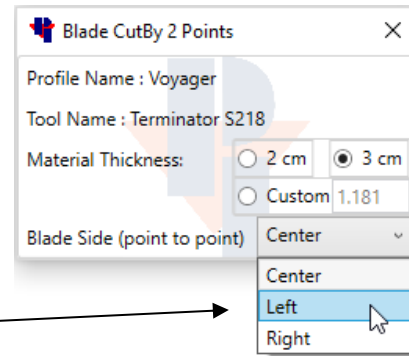 Blade CutBy 2 Points
Profile Name : Voyager
Tool Name : Terminator S218
Material Thickness: 2 cm 3 cm
Custom 1.181
Blade Side (point to point) Center
Center
Left
Right